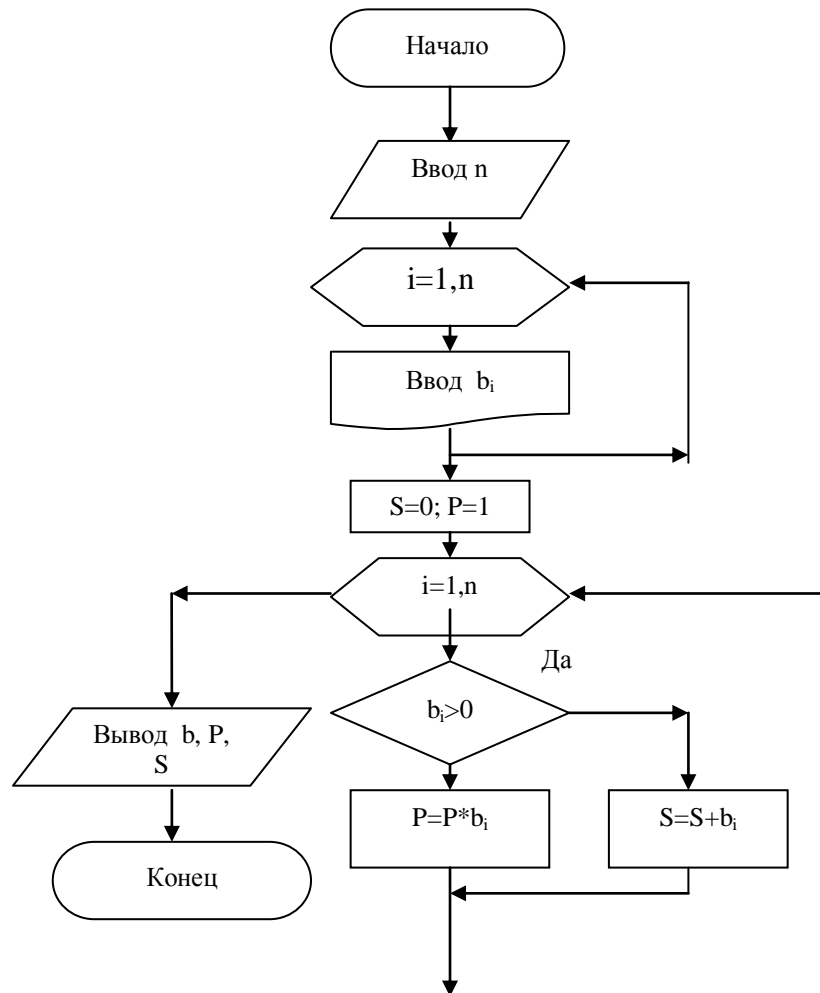 Начало
Ввод n
i=1,n
Ввод bᵢ
S=0; P=1
i=1,n
Да
bᵢ>0
Вывод b, P,
S
P=P*bᵢ
S=S+bᵢ
Конец